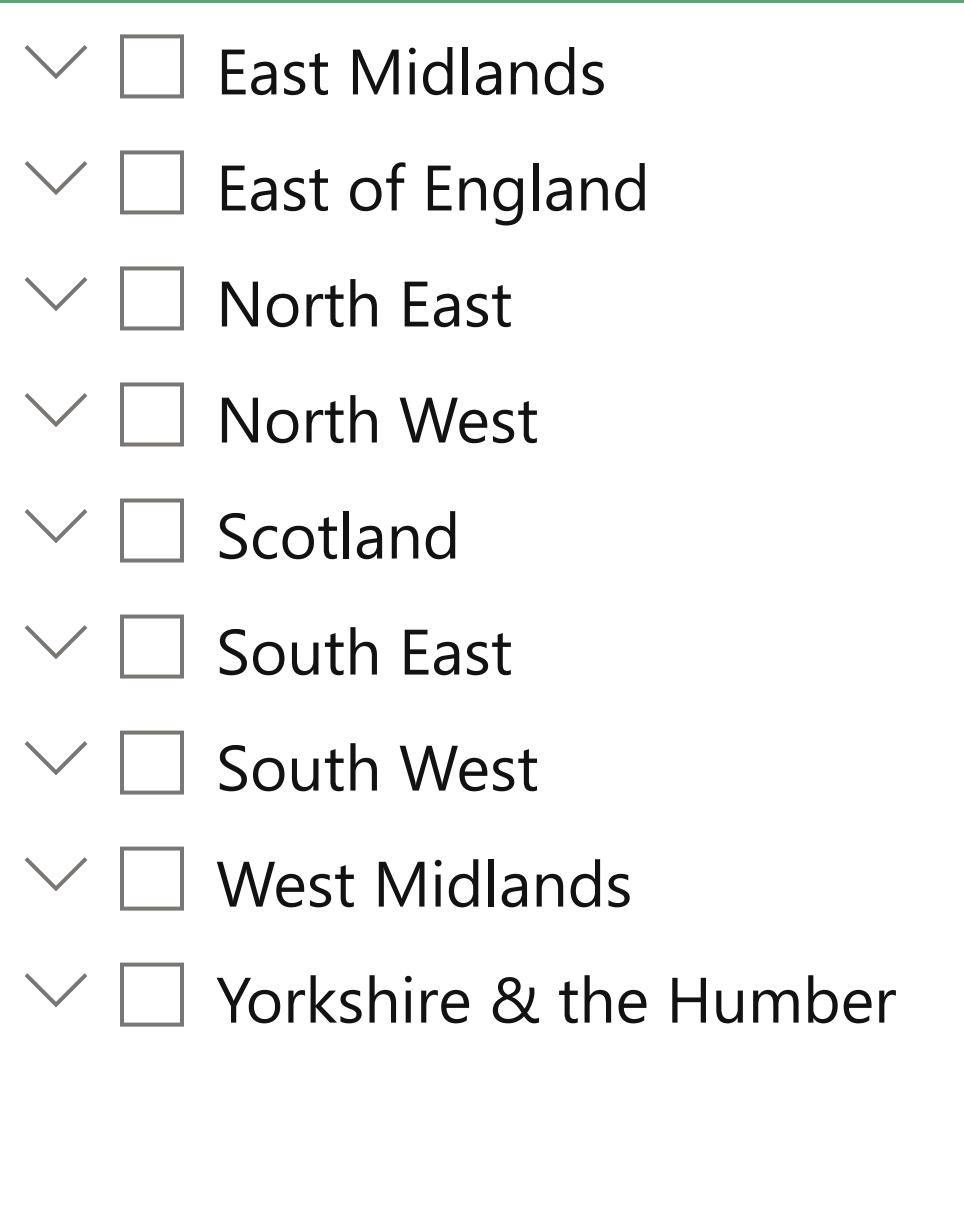 East Midlands
East of England
North East
North West
Scotland
South East
South West
West Midlands
Yorkshire & the Humber